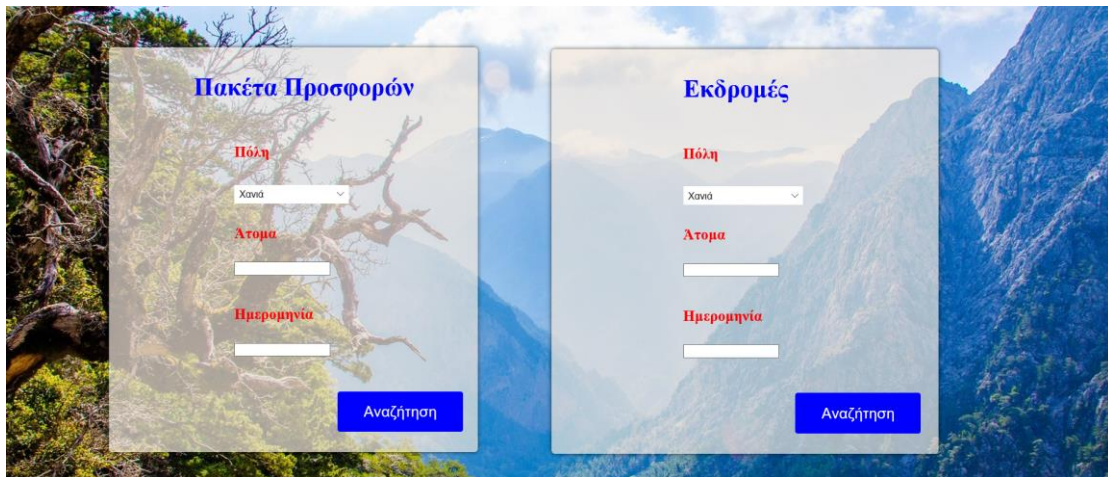 Πακέτα Προσφορών
Πόλη
Χανιά
Άτομα
Ημερομηνία
Αναζήτηση
Εκδρομές
Πόλη
Χανιά
Άτομα
Ημερομηνία
Αναζήτηση